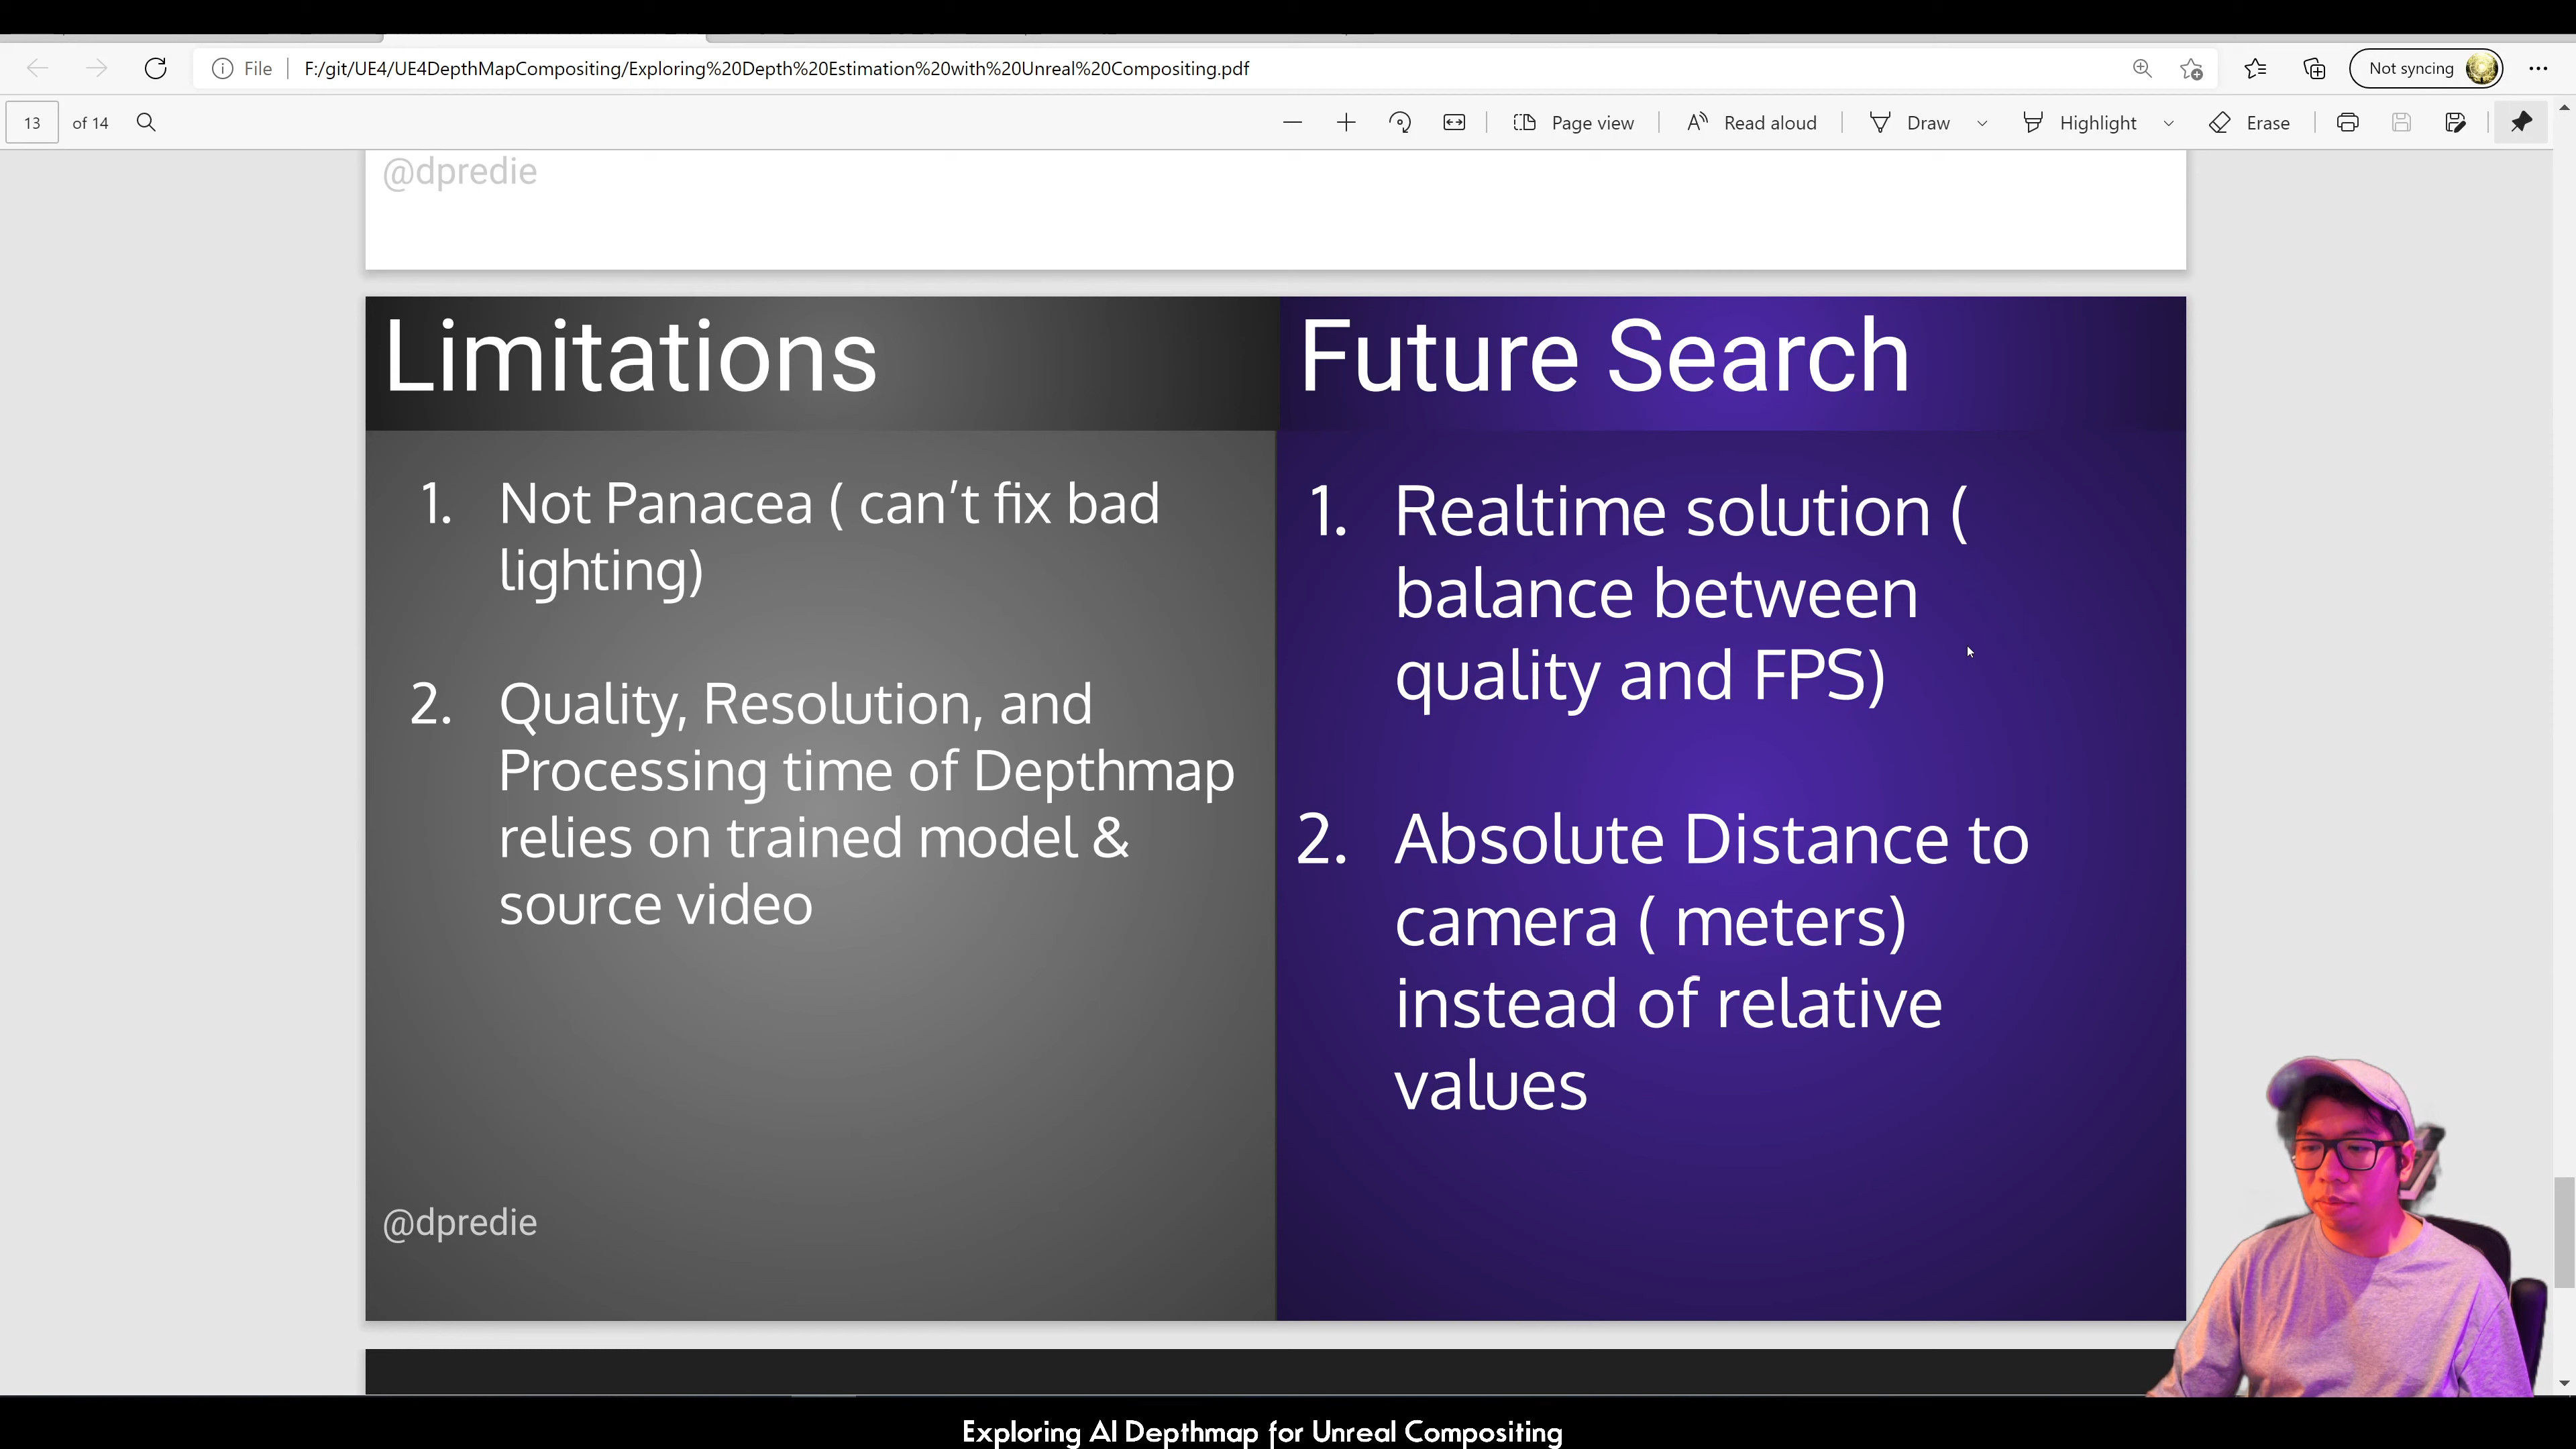 File
F:/git/UE4/UE4DepthMapCompositing/Exploring%20Depth%20Estimation%20with%20Unreal%20Compositing.pdf
Not syncing
13 of 14
Page view
Read aloud
Draw
Highlight
Erase
@dpredie
Limitations
1. Not Panacea ( can’t fix bad
lighting)
2. Quality, Resolution, and
Processing time of Depthmap
relies on trained model &
source video
@dpredie
Future Search
1. Realtime solution (
balance between
quality and FPS)
2. Absolute Distance to
camera ( meters)
instead of relative
values
Exploring AI Depthmap for Unreal Compositing